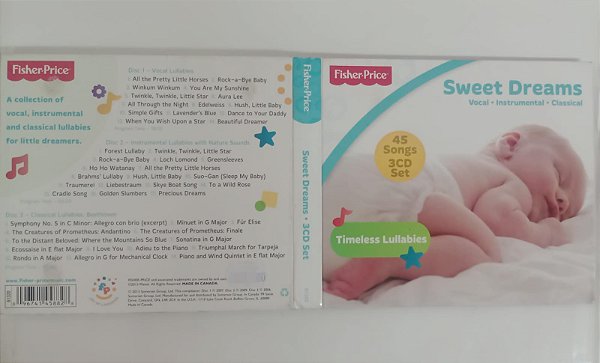 Fisher-Price
A collection of
vocal, instrumental
and classical lullabies
for little dreamers.
Disc 1 - Vocal Lullabies
All the Pretty Little Horses Rock-a-Bye Baby
Winkum Winkum You Are My Sunshine
Twinkle, Twinkle, Little Star Aura Lee
All Through the Night Edelweiss Hush, Little Baby
Simple Gifts Lavender's Blue Dance to Your Daddy
When You Wish Upon a Star Beautiful Dreamer
Disc 2 - Instrumental Lullabies with Nature Sounds
Forest Lullaby Twinkle, Twinkle, Little Star
Rock-a-Bye Baby Loch Lomond Greensleeves
Ho Ho Watanay All the Pretty Little Horses
Brahms' Lullaby Hush, Little Baby Suo-Gan (Sleep My Baby)
Traumerei Liebestraum Skye Boat Song To a Wild Rose
Cradle Song Golden Slumbers Precious Dreams
Disc 3 - Classical Lullabies, Beethoven
Symphony No. 5 in C Minor: Allegro con brio (excerpt) Minuet in G Major Für Elise
The Creatures of Prometheus: Andantino The Creatures of Prometheus: Finale
To the Distant Beloved: Where the Mountains So Blue Sonatina in G Major
Ecossaise in E flat Major I Love You Adieu to the Piano Triumphal March for Tarpeja
Rondo in A Major Allegro in G for Mechanical Clock Piano and Wind Quintet in E flat Major
www.fisher-pricemusic.com
MADE IN CANADA
Fisher-Price
Sweet Dreams • 3CD Set
Fisher-Price
Sweet Dreams
Vocal • Instrumental • Classical
45
Songs
3CD
Set
Timeless Lullabies